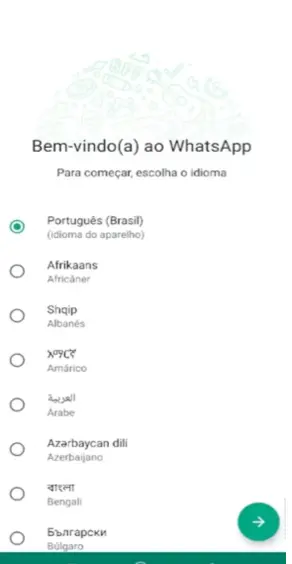 Bem-vindo(a) ao WhatsApp
Para começar, escolha o idioma
Português (Brasil)
(idioma do aparelho)
Afrikaans
Africâner
Shqip
Albanês
አማርኛ
Amárico
العربية
Árabe
Azərbaycan dili
Azerbaijano
বাংলা
Bengali
Български
Búlgaro